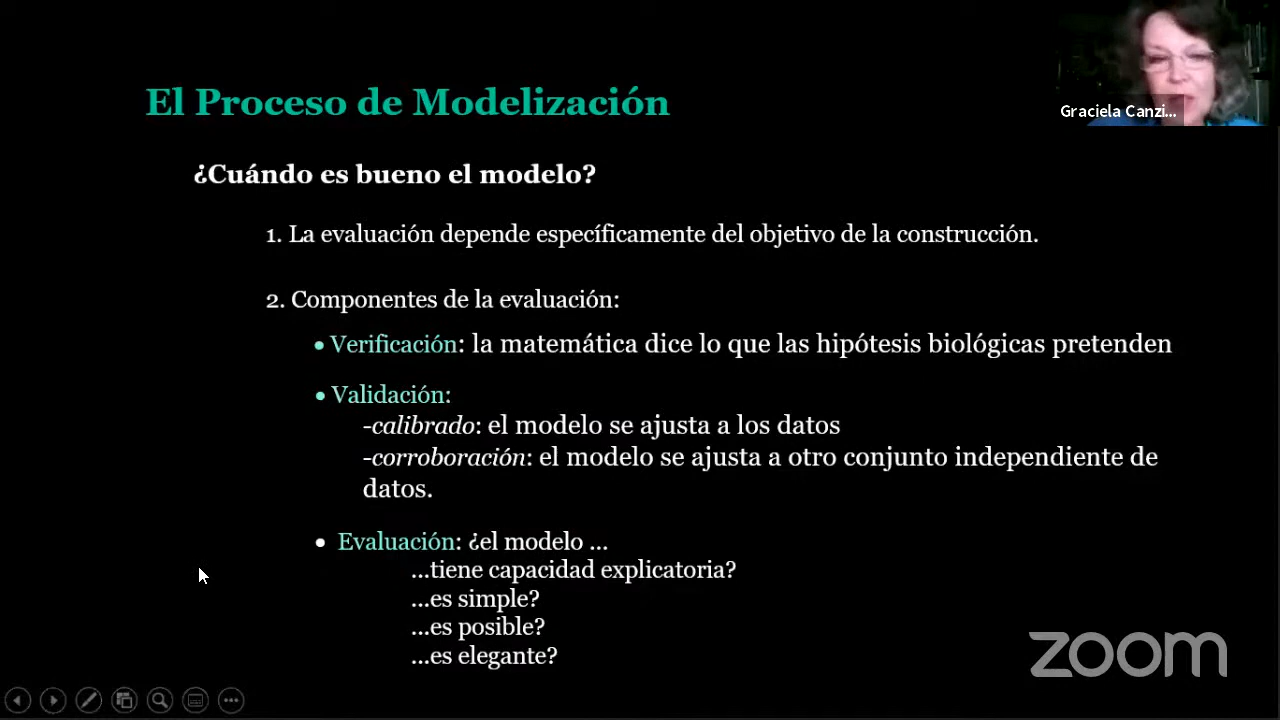 El Proceso de Modelización
Graciela Canzi...
¿Cuándo es bueno el modelo?
1. La evaluación depende específicamente del objetivo de la construcción.
2. Componentes de la evaluación:
• Verificación: la matemática dice lo que las hipótesis biológicas pretenden
• Validación:
-calibrado: el modelo se ajusta a los datos
-corroboración: el modelo se ajusta a otro conjunto independiente de
datos.
• Evaluación: ¿el modelo ...
...tiene capacidad explicatoria?
...es simple?
...es posible?
...es elegante?
zoom